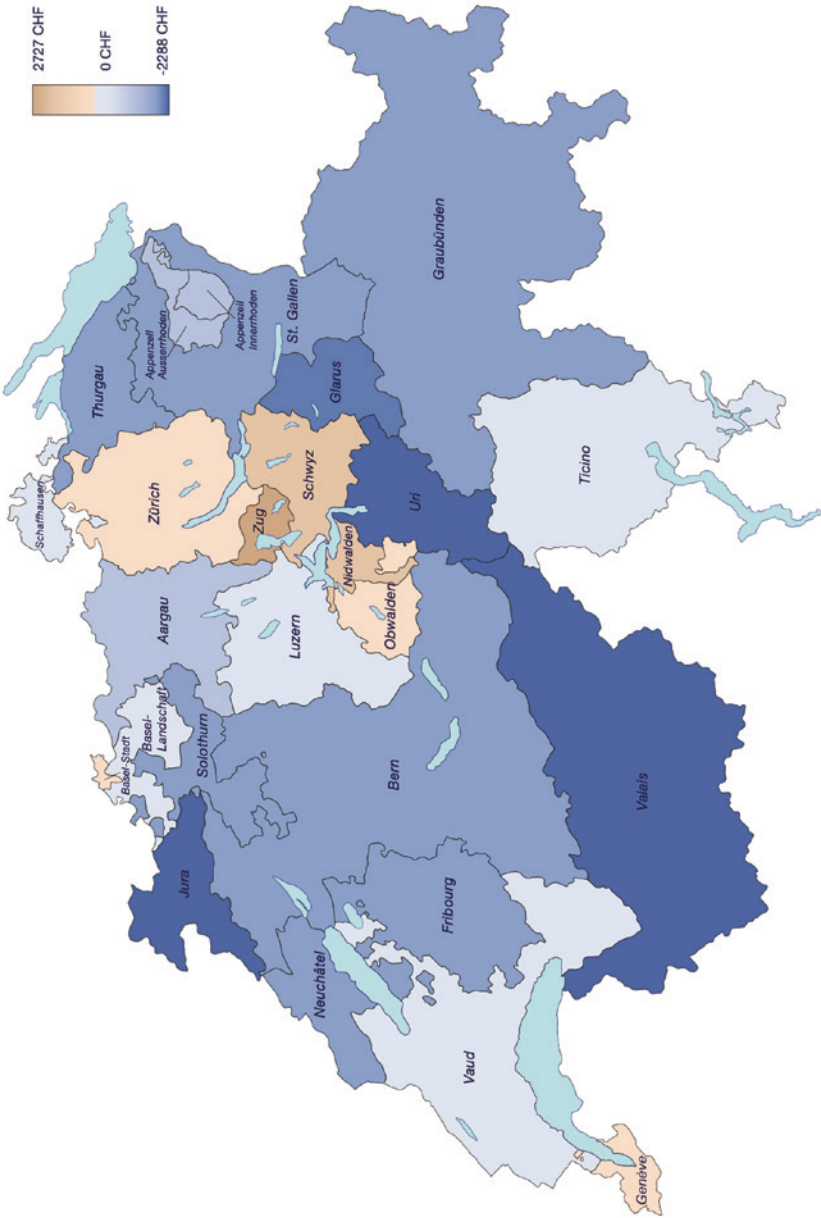 2727 CHF
0 CHF
-2288 CHF
Schaffhausen
Thurgau
Zürich
Appenzell
Ausserrhoden
Appenzell
Innerrhoden
St. Gallen
Basel-Stadt
Basel-
Landschaft
Aargau
Solothurn
Jura
Zug
Schwyz
Glarus
Luzern
Nidwalden
Obwalden
Uri
Graubünden
Bern
Neuchâtel
Fribourg
Vaud
Valais
Ticino
Genève